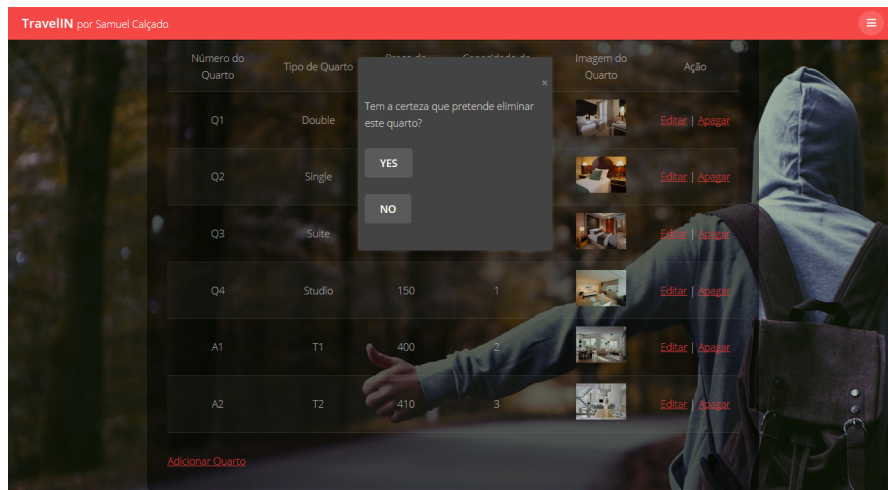 TravelIN por Samuel Calçado
Número do Quarto Tipo de Quarto Imagem do Quarto Ação
Tem a certeza que pretende eliminar
este quarto?
×
YES
NO
Q1 Double Editar | Apagar
Q2 Single Editar | Apagar
Q3 Suite Editar | Apagar
Q4 Studio 150 1 Editar | Apagar
A1 T1 400 2 Editar | Apagar
A2 T2 410 3 Editar | Apagar
Adicionar Quarto